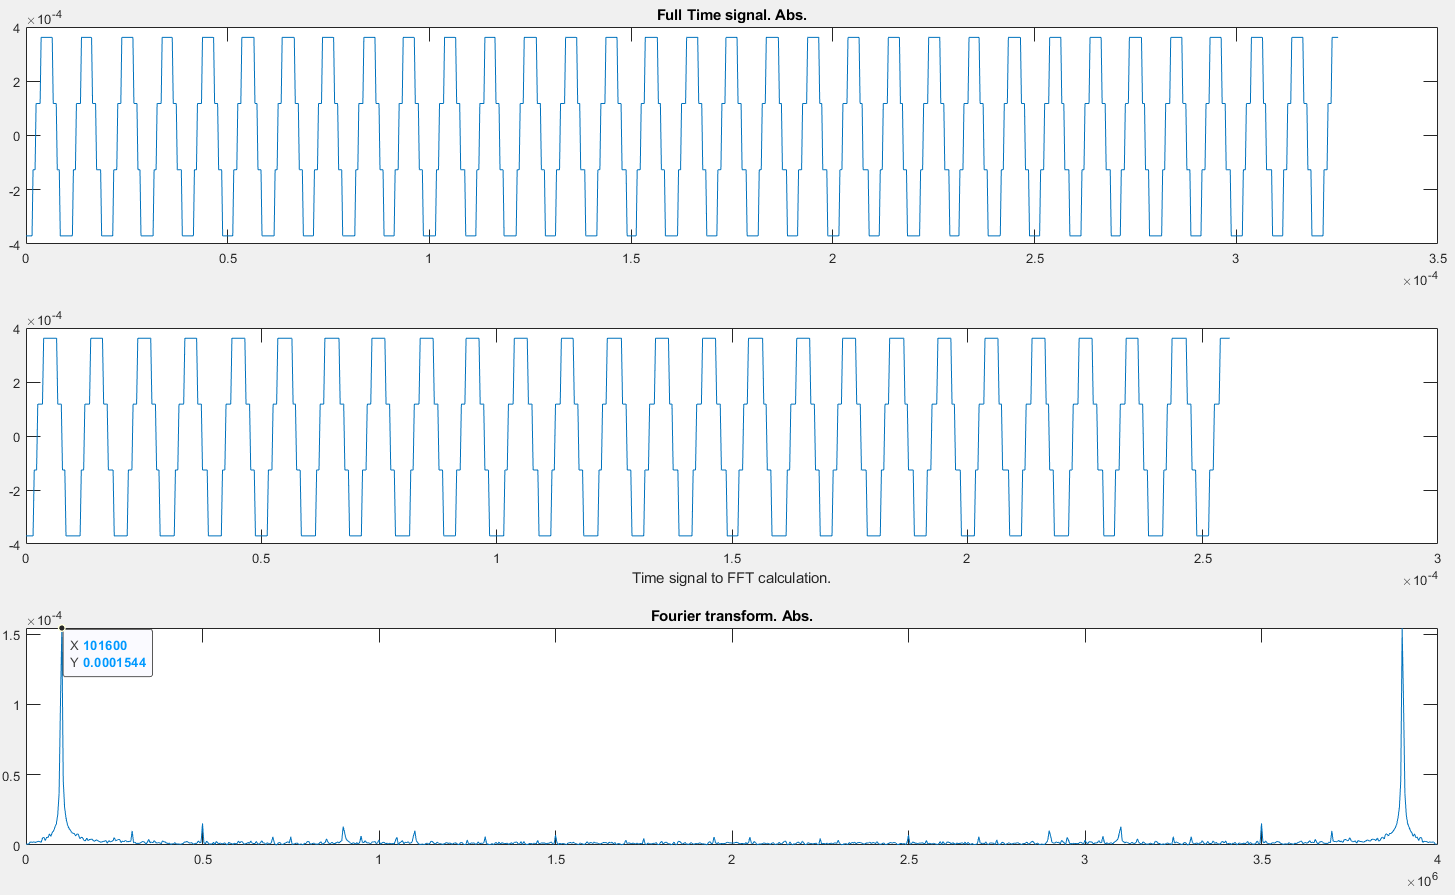 ×10-4
Full Time signal. Abs.
4
2
0
-2
-4
0 0.5 1 1.5 2 2.5 3 3.5
×10-4
×10-4
4
2
0
-2
-4
0 0.5 1 1.5 2 2.5 3
Time signal to FFT calculation.
×10-4
Fourier transform. Abs.
×10-4
1.5
X 101600
Y 0.0001544
1
0.5
0
0 0.5 1 1.5 2 2.5 3 3.5 4
×106